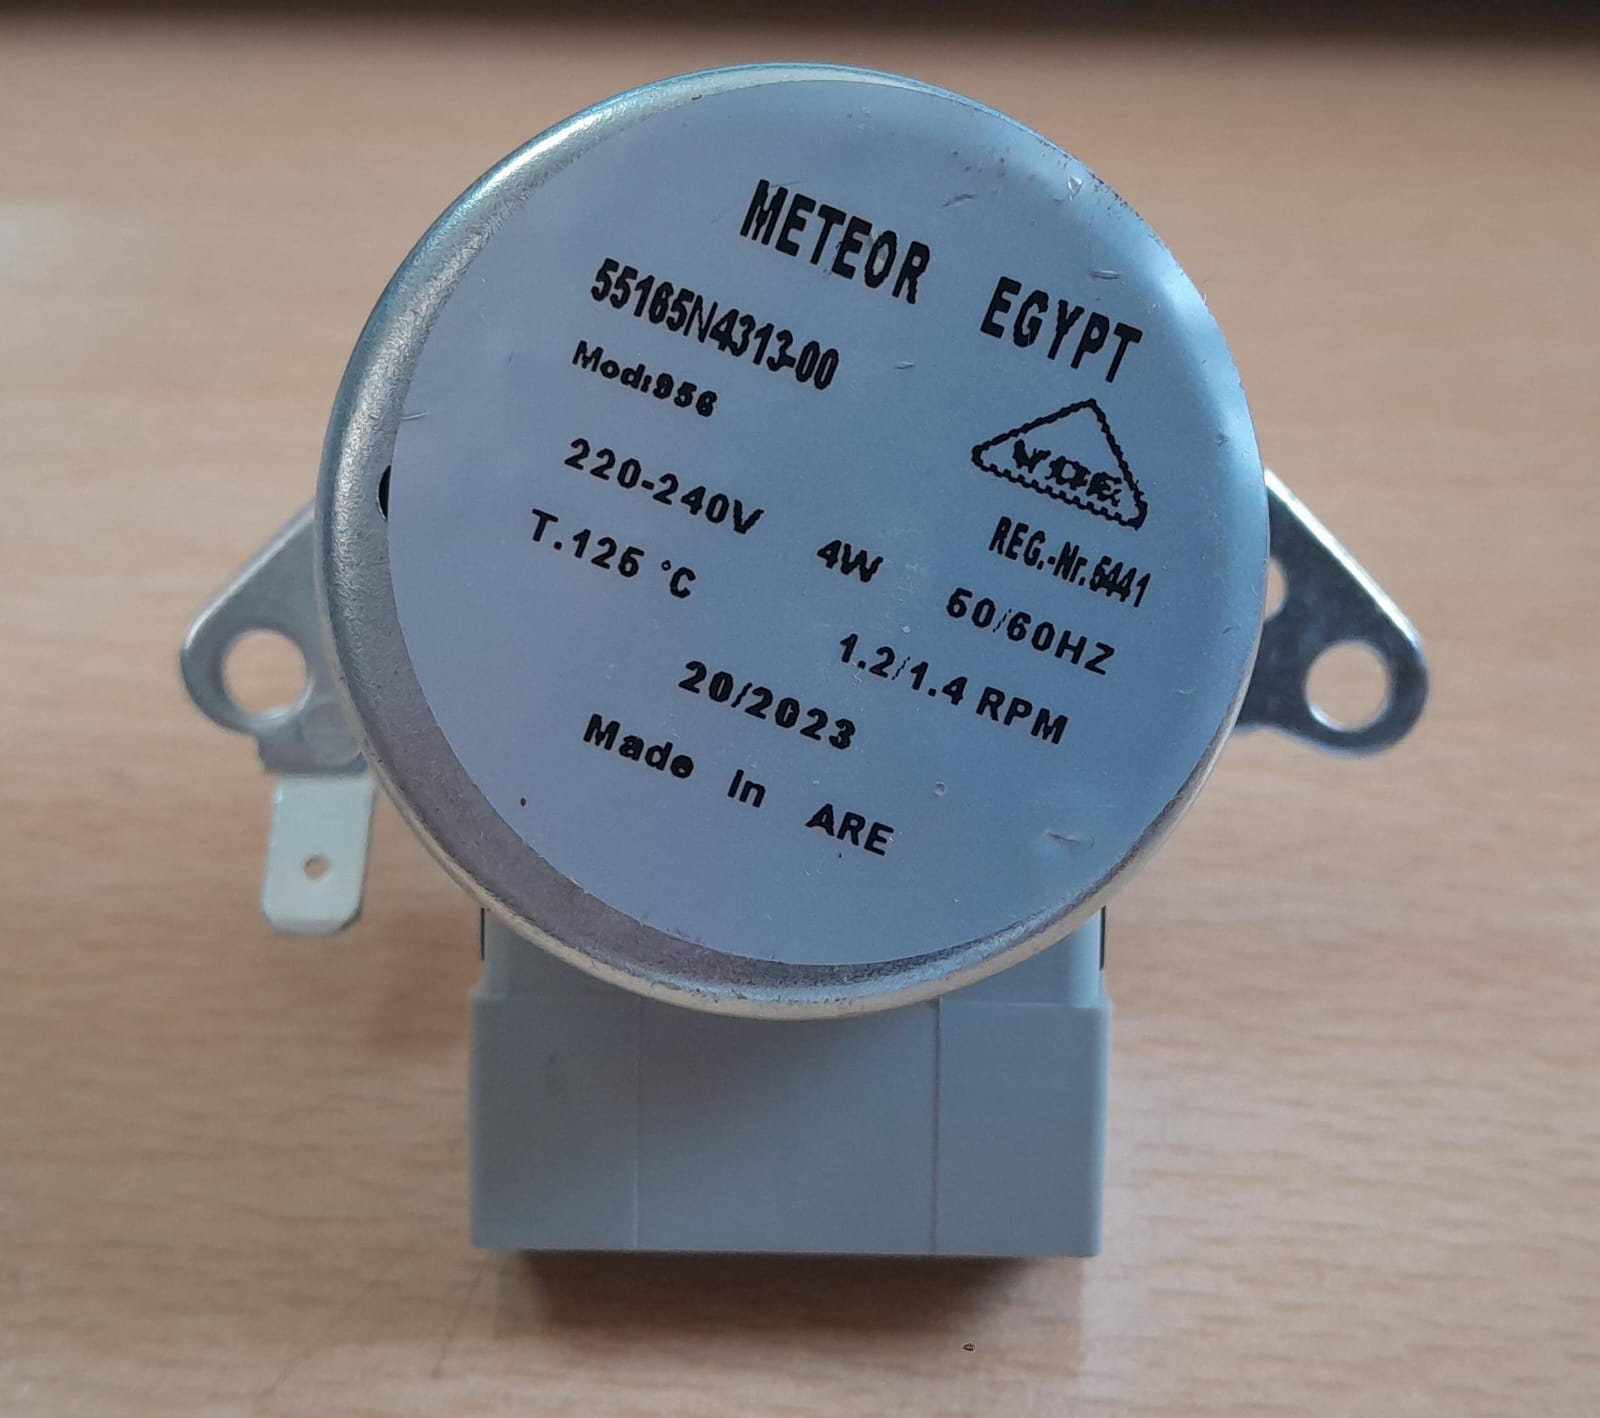 METEOR EGYPT
55165N4313-00
Mod:956
VDE
REG.-Nr.5441
220-240V 4W 50/60HZ
T.125 °C 1.2/1.4 RPM
20/2023
Made in ARE